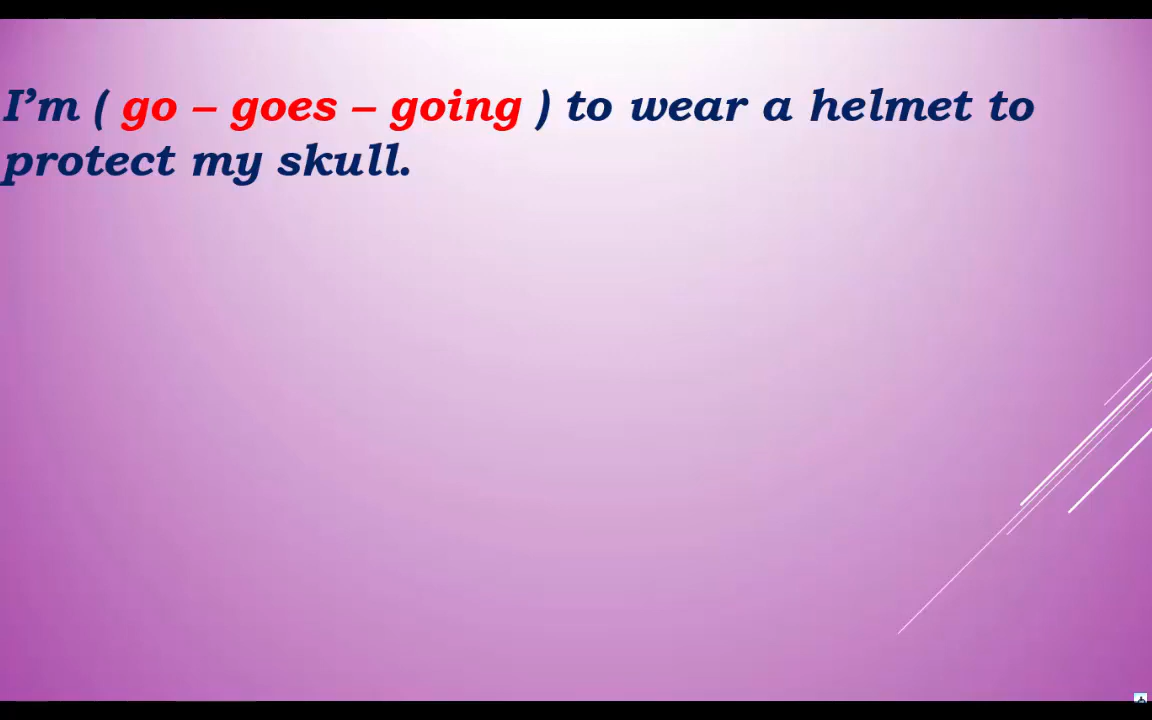 I’m ( go – goes – going ) to wear a helmet to
protect my skull.